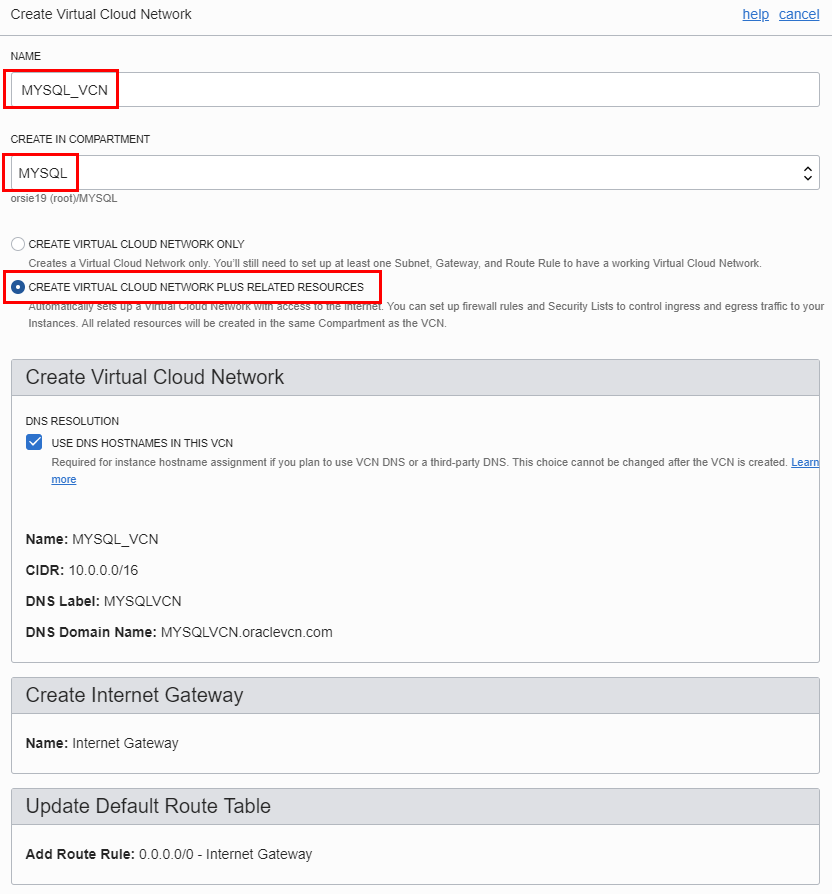 Create Virtual Cloud Network help cancel
NAME
MYSQL_VCN
CREATE IN COMPARTMENT
MYSQL
orsie19 (root)/MYSQL
CREATE VIRTUAL CLOUD NETWORK ONLY
Creates a Virtual Cloud Network only. You'll still need to set up at least one Subnet, Gateway, and Route Rule to have a working Virtual Cloud Network.
CREATE VIRTUAL CLOUD NETWORK PLUS RELATED RESOURCES
Automatically sets up a Virtual Cloud Network with access to the Internet. You can set up firewall rules and Security Lists to control ingress and egress traffic to your
Instances. All related resources will be created in the same Compartment as the VCN.
Create Virtual Cloud Network
DNS RESOLUTION
USE DNS HOSTNAMES IN THIS VCN
Required for instance hostname assignment if you plan to use VCN DNS or a third-party DNS. This choice cannot be changed after the VCN is created. Learn
more
Name: MYSQL_VCN
CIDR: 10.0.0.0/16
DNS Label: MYSQLVCN
DNS Domain Name: MYSQLVCN.oraclevcn.com
Create Internet Gateway
Name: Internet Gateway
Update Default Route Table
Add Route Rule: 0.0.0.0/0 - Internet Gateway